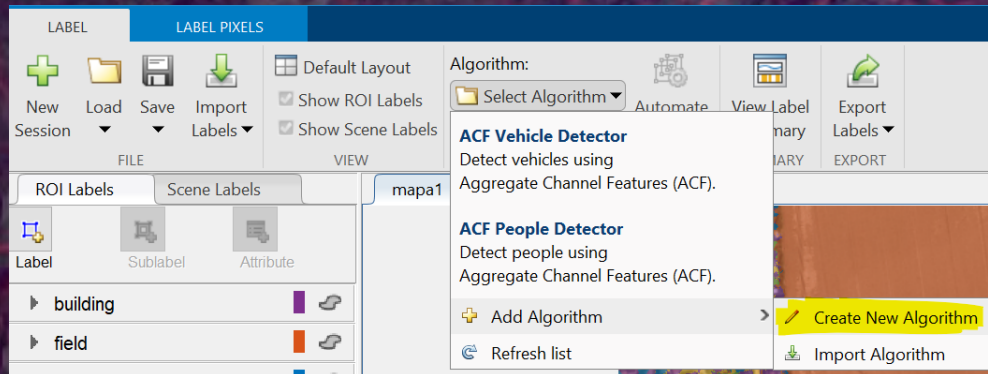 LABEL
LABEL PIXELS
New
Session
Load
Save
Import
Labels
FILE
Default Layout
Show ROI Labels
Show Scene Labels
VIEW
Algorithm:
Select Algorithm
Automate
View Label
mary
ARY
Export
Labels
EXPORT
ACF Vehicle Detector
Detect vehicles using
Aggregate Channel Features (ACF).
ACF People Detector
Detect people using
Aggregate Channel Features (ACF).
Add Algorithm
Refresh list
Create New Algorithm
Import Algorithm
ROI Labels
Scene Labels
mapa1
Label
Sublabel
Attribute
building
field